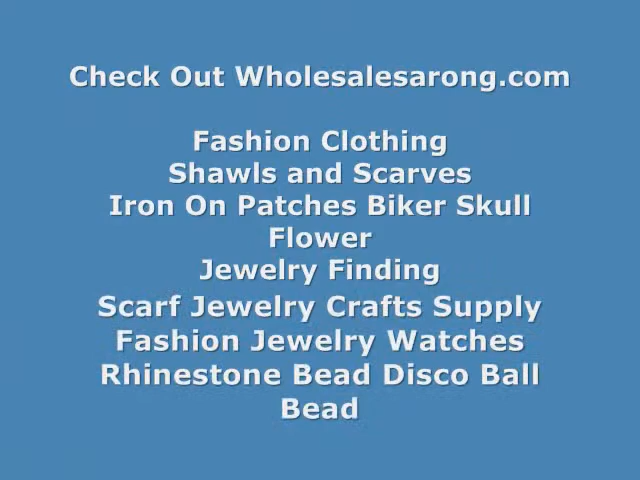 Check Out Wholesalesarong.com
Fashion Clothing
Shawls and Scarves
Iron On Patches Biker Skull
Flower
Jewelry Finding
Scarf Jewelry Crafts Supply
Fashion Jewelry Watches
Rhinestone Bead Disco Ball
Bead